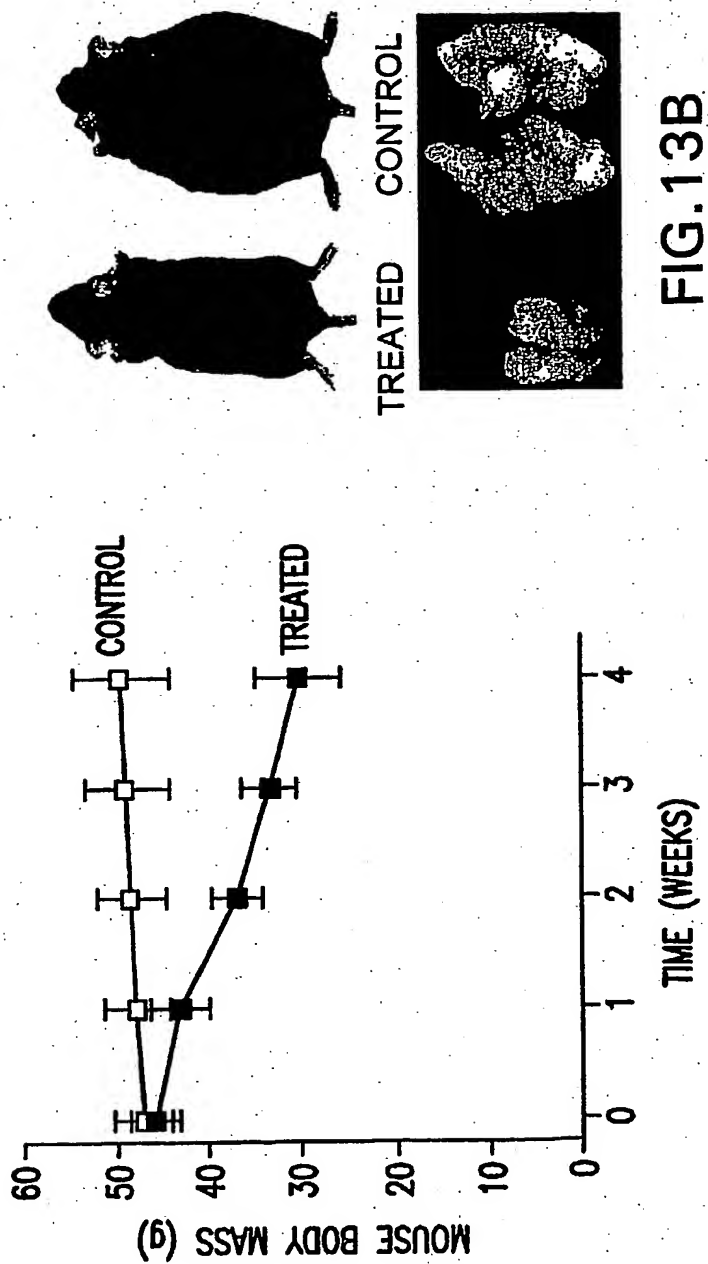 MOUSE BODY MASS (g)
60
50
40
30
20
10
0
0
1
2
3
4
TIME (WEEKS)
CONTROL
TREATED
TREATED
CONTROL
FIG.13B